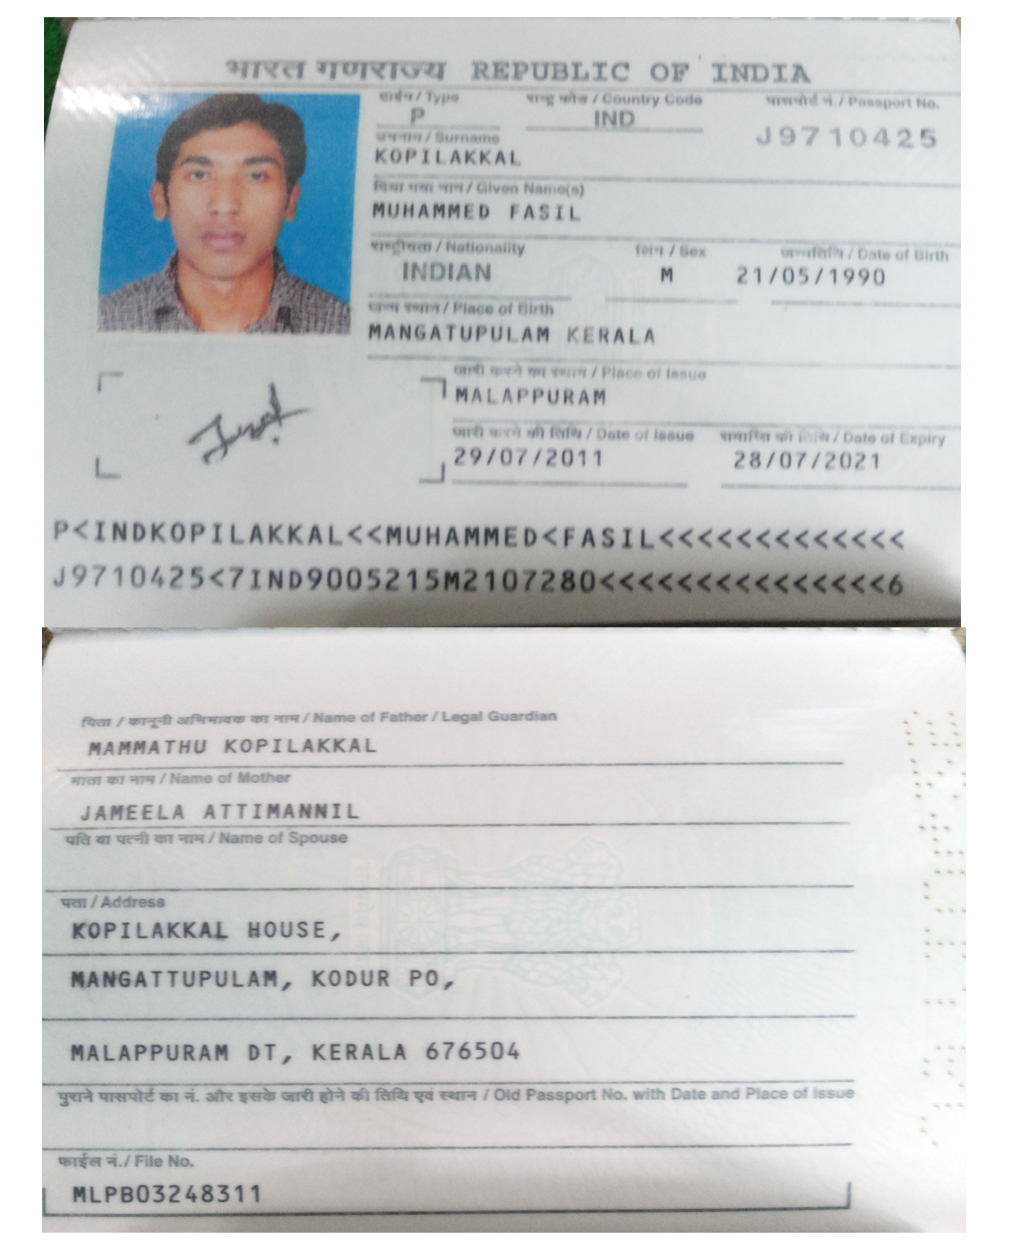 भारत गणराज्य REPUBLIC OF INDIA
टाईप / Type राष्ट्र कोड / Country Code पासपोर्ट नं. / Passport No.
P IND J9710425
उपनाम / Surname
KOPILAKKAL
दिया गया नाम / Given Name(s)
MUHAMMED FASIL
राष्ट्रीयता / Nationality लिंग / Sex जन्मतिथि / Date of Birth
INDIAN M 21/05/1990
जन्म स्थान / Place of Birth
MANGATUPULAM KERALA
जारी करने का स्थान / Place of Issue
MALAPPURAM
जारी करने की तिथि / Date of Issue समाप्ति की तिथि / Date of Expiry
29/07/2011 28/07/2021
P<INDKOPILAKKAL<<MUHAMMED<FASIL<<<<<<<<<<<<<
J9710425<7IND9005215M2107280<<<<<<<<<<<<<<<6
पिता / कानूनी अभिभावक का नाम / Name of Father / Legal Guardian
MAMMATHU KOPILAKKAL
माता का नाम / Name of Mother
JAMEELA ATTIMANNIL
पति या पत्नी का नाम / Name of Spouse
पता / Address
KOPILAKKAL HOUSE,
MANGATTUPULAM, KODUR PO,
MALAPPURAM DT, KERALA 676504
पुराने पासपोर्ट का नं. और इसके जारी होने की तिथि एवं स्थान / Old Passport No. with Date and Place of Issue
फाईल नं./ File No.
MLPB03248311